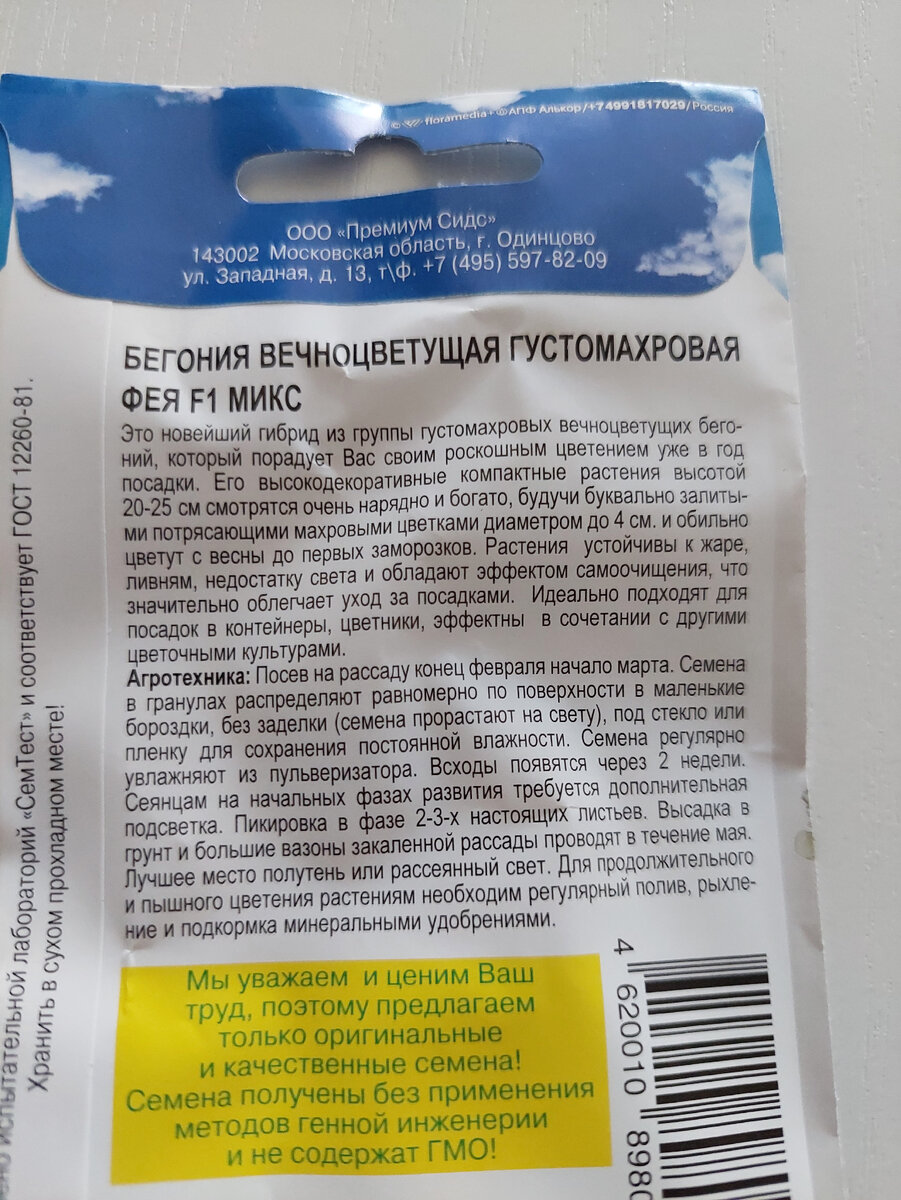 © floramedia + ® АПФ Алькор/+74991817029/Россия
ООО «Премиум Сидс»
143002 Московская область, г. Одинцово
ул. Западная, д. 13, т\ф. +7 (495) 597-82-09
БЕГОНИЯ ВЕЧНОЦВЕТУЩАЯ ГУСТОМАХРОВАЯ
ФЕЯ F1 МИКС
Это новейший гибрид из группы густомахровых вечноцветущих бего-
ний, который порадует Вас своим роскошным цветением уже в год
посадки. Его высокодекоративные компактные растения высотой
20-25 см смотрятся очень нарядно и богато, будучи буквально залиты-
ми потрясающими махровыми цветками диаметром до 4 см. и обильно
цветут с весны до первых заморозков. Растения устойчивы к жаре,
ливням, недостатку света и обладают эффектом самоочищения, что
значительно облегчает уход за посадками. Идеально подходят для
посадок в контейнеры, цветники, эффектны в сочетании с другими
цветочными культурами.
Агротехника: Посев на рассаду конец февраля начало марта. Семена
в гранулах распределяют равномерно по поверхности в маленькие
бороздки, без заделки (семена прорастают на свету), под стекло или
пленку для сохранения постоянной влажности. Семена регулярно
увлажняют из пульверизатора. Всходы появятся через 2 недели.
Сеянцам на начальных фазах развития требуется дополнительная
подсветка. Пикировка в фазе 2-3-х настоящих листьев. Высадка в
грунт и большие вазоны закаленной рассады проводят в течение мая.
Лучшее место полутень или рассеянный свет. Для продолжительного
и пышного цветения растениям необходим регулярный полив, рыхле-
ние и подкормка минеральными удобрениями.
Мы уважаем и ценим Ваш
труд, поэтому предлагаем
только оригинальные
и качественные семена!
Семена получены без применения
методов генной инженерии
и не содержат ГМО!
4 620010 8980
испытательной лабораторий «СемТест» и соответствует ГОСТ 12260-81.
Хранить в сухом прохладном месте!